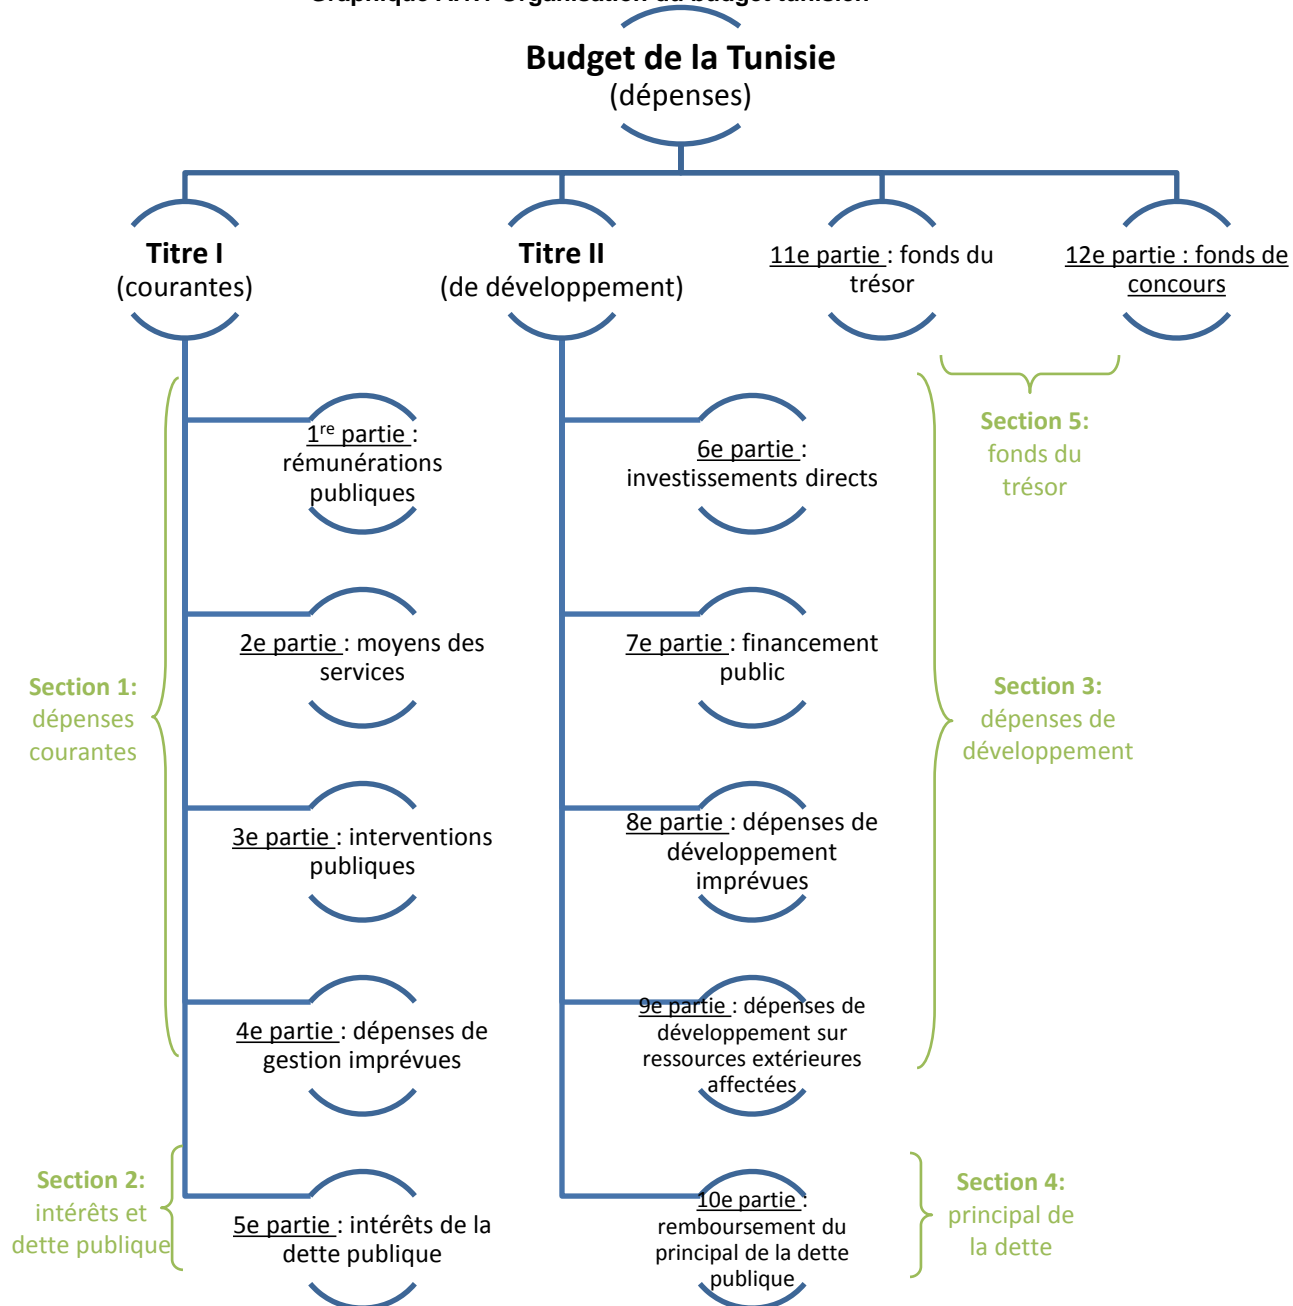 Budget de la Tunisie
(dépenses)
Titre I
(courantes)
Titre II
(de développement)
11e partie : fonds du
trésor
12e partie : fonds de
concours
Section 5:
fonds du
trésor
1re partie :
rémunérations
publiques
2e partie : moyens des
services
3e partie : interventions
publiques
4e partie : dépenses de
gestion imprévues
5e partie : intérêts de la
dette publique
6e partie :
investissements directs
7e partie : financement
public
8e partie : dépenses de
développement
imprévues
9e partie : dépenses de
développement sur
ressources extérieures
affectées
10e partie :
remboursement du
principal de la dette
publique
Section 1:
dépenses
courantes
Section 2:
intérêts et
dette publique
Section 3:
dépenses de
développement
Section 4:
principal de
la dette